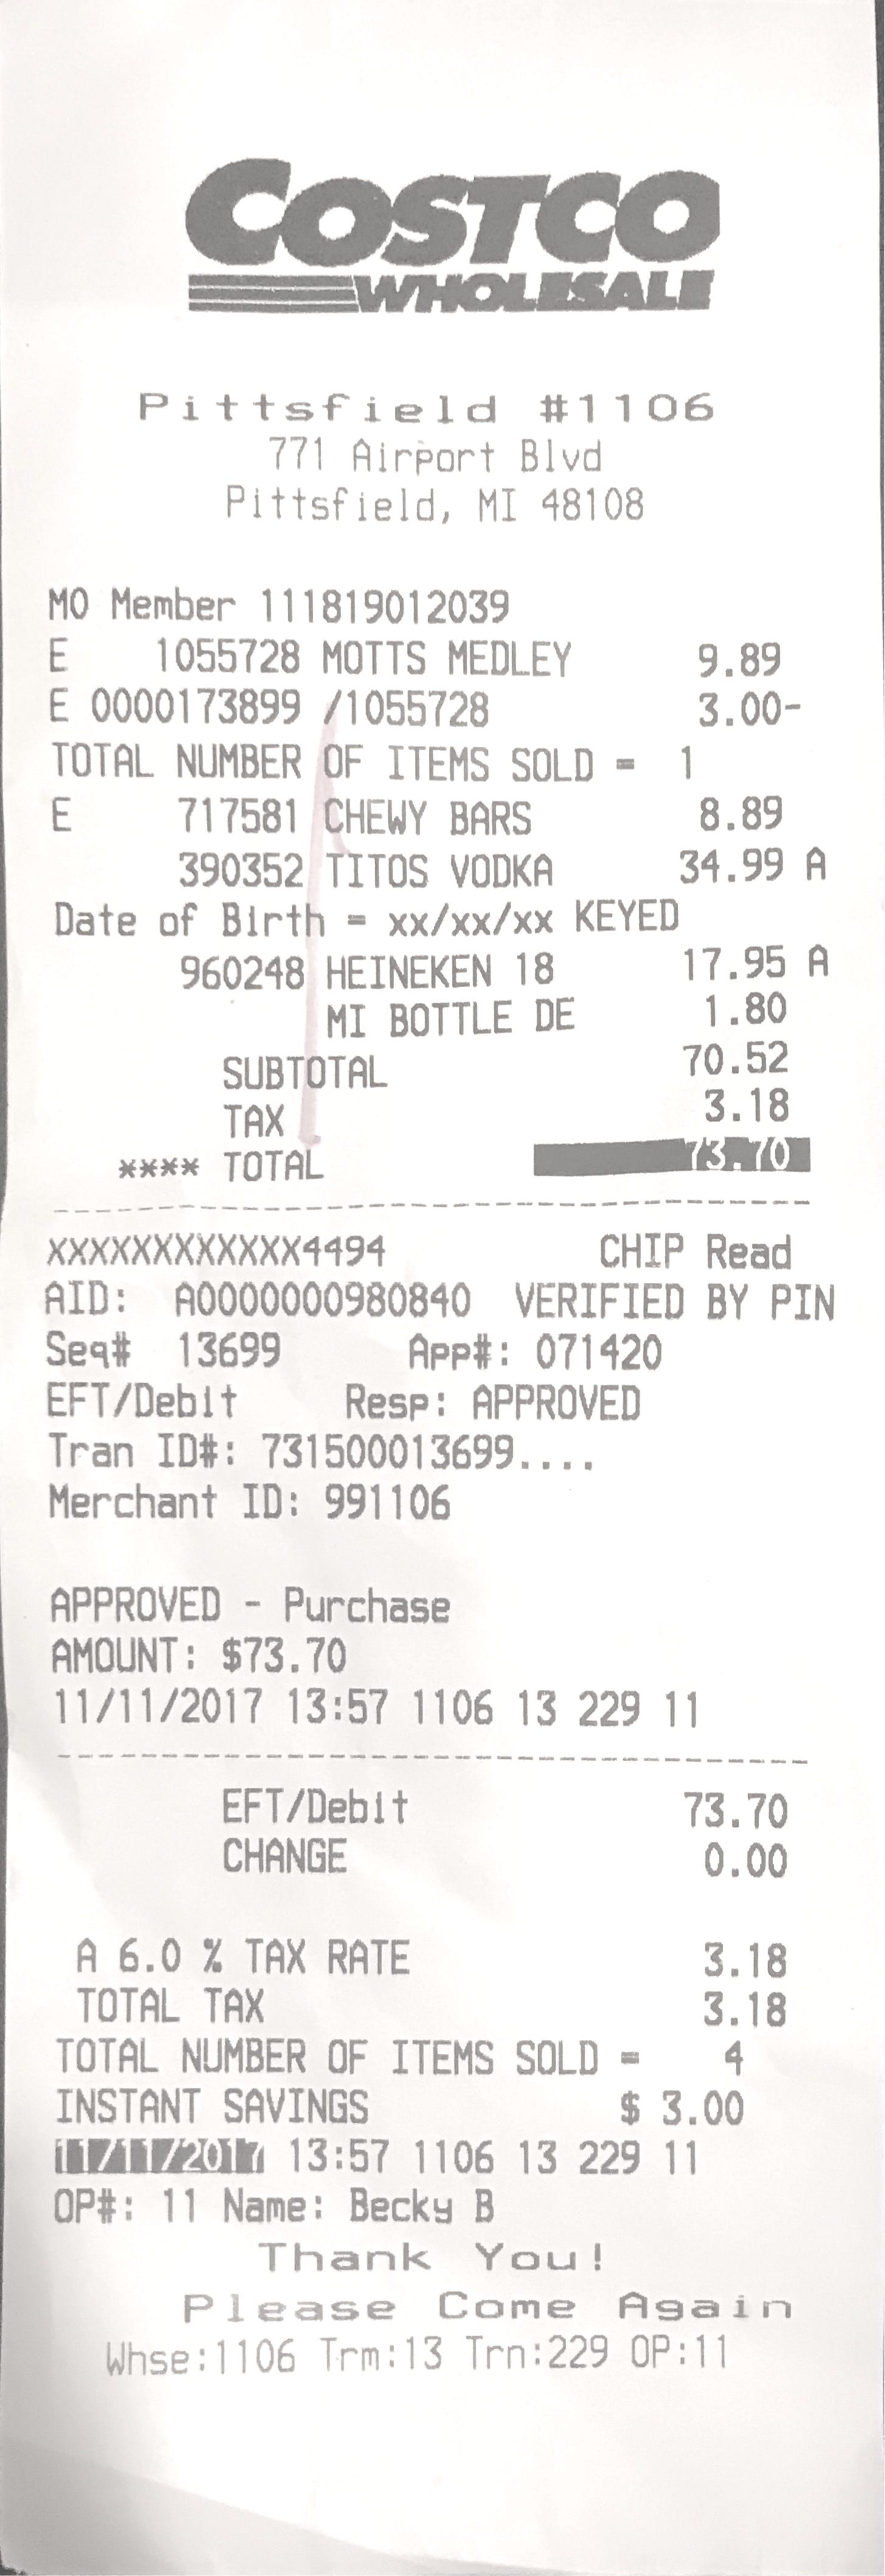 COSTCO
WHOLESALE
Pittsfield #1106
771 Airport Blvd
Pittsfield, MI 48108
MO Member 111819012039
E 1055728 MOTTS MEDLEY 9.89
E 0000173899 /1055728 3.00-
TOTAL NUMBER OF ITEMS SOLD = 1
E 717581 CHEWY BARS 8.89
390352 TITOS VODKA 34.99 A
Date of Birth = xx/xx/xx KEYED
960248 HEINEKEN 18 17.95 A
MI BOTTLE DE 1.80
SUBTOTAL 70.52
TAX 3.18
**** TOTAL 73.70
XXXXXXXXXXXX4494 CHIP Read
AID: A0000000980840 VERIFIED BY PIN
Seq# 13699 App#: 071420
EFT/Debit Resp: APPROVED
Tran ID#: 731500013699....
Merchant ID: 991106
APPROVED - Purchase
AMOUNT: $73.70
11/11/2017 13:57 1106 13 229 11
EFT/Debit 73.70
CHANGE 0.00
A 6.0 % TAX RATE 3.18
TOTAL TAX 3.18
TOTAL NUMBER OF ITEMS SOLD = 4
INSTANT SAVINGS $ 3.00
11/11/2017 13:57 1106 13 229 11
OP#: 11 Name: Becky B
Thank You!
Please Come Again
Whse:1106 Trm:13 Trn:229 OP:11